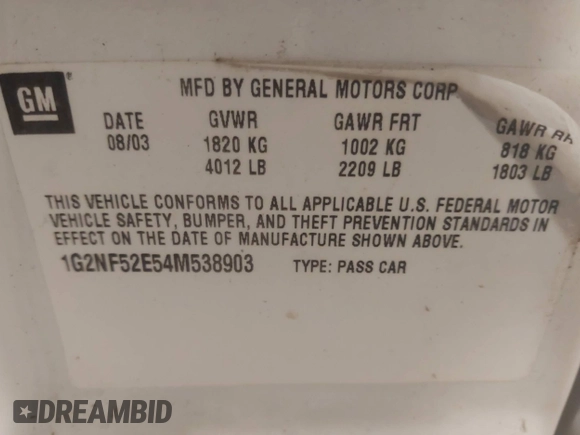 GM ®
MFD BY GENERAL MOTORS CORP
DATE GVWR GAWR FRT GAWR RR
08/03 1820 KG 1002 KG 818 KG
4012 LB 2209 LB 1803 LB
THIS VEHICLE CONFORMS TO ALL APPLICABLE U.S. FEDERAL MOTOR
VEHICLE SAFETY, BUMPER, AND THEFT PREVENTION STANDARDS IN
EFFECT ON THE DATE OF MANUFACTURE SHOWN ABOVE.
1G2NF52E54M538903 TYPE: PASS CAR
DREAMBID